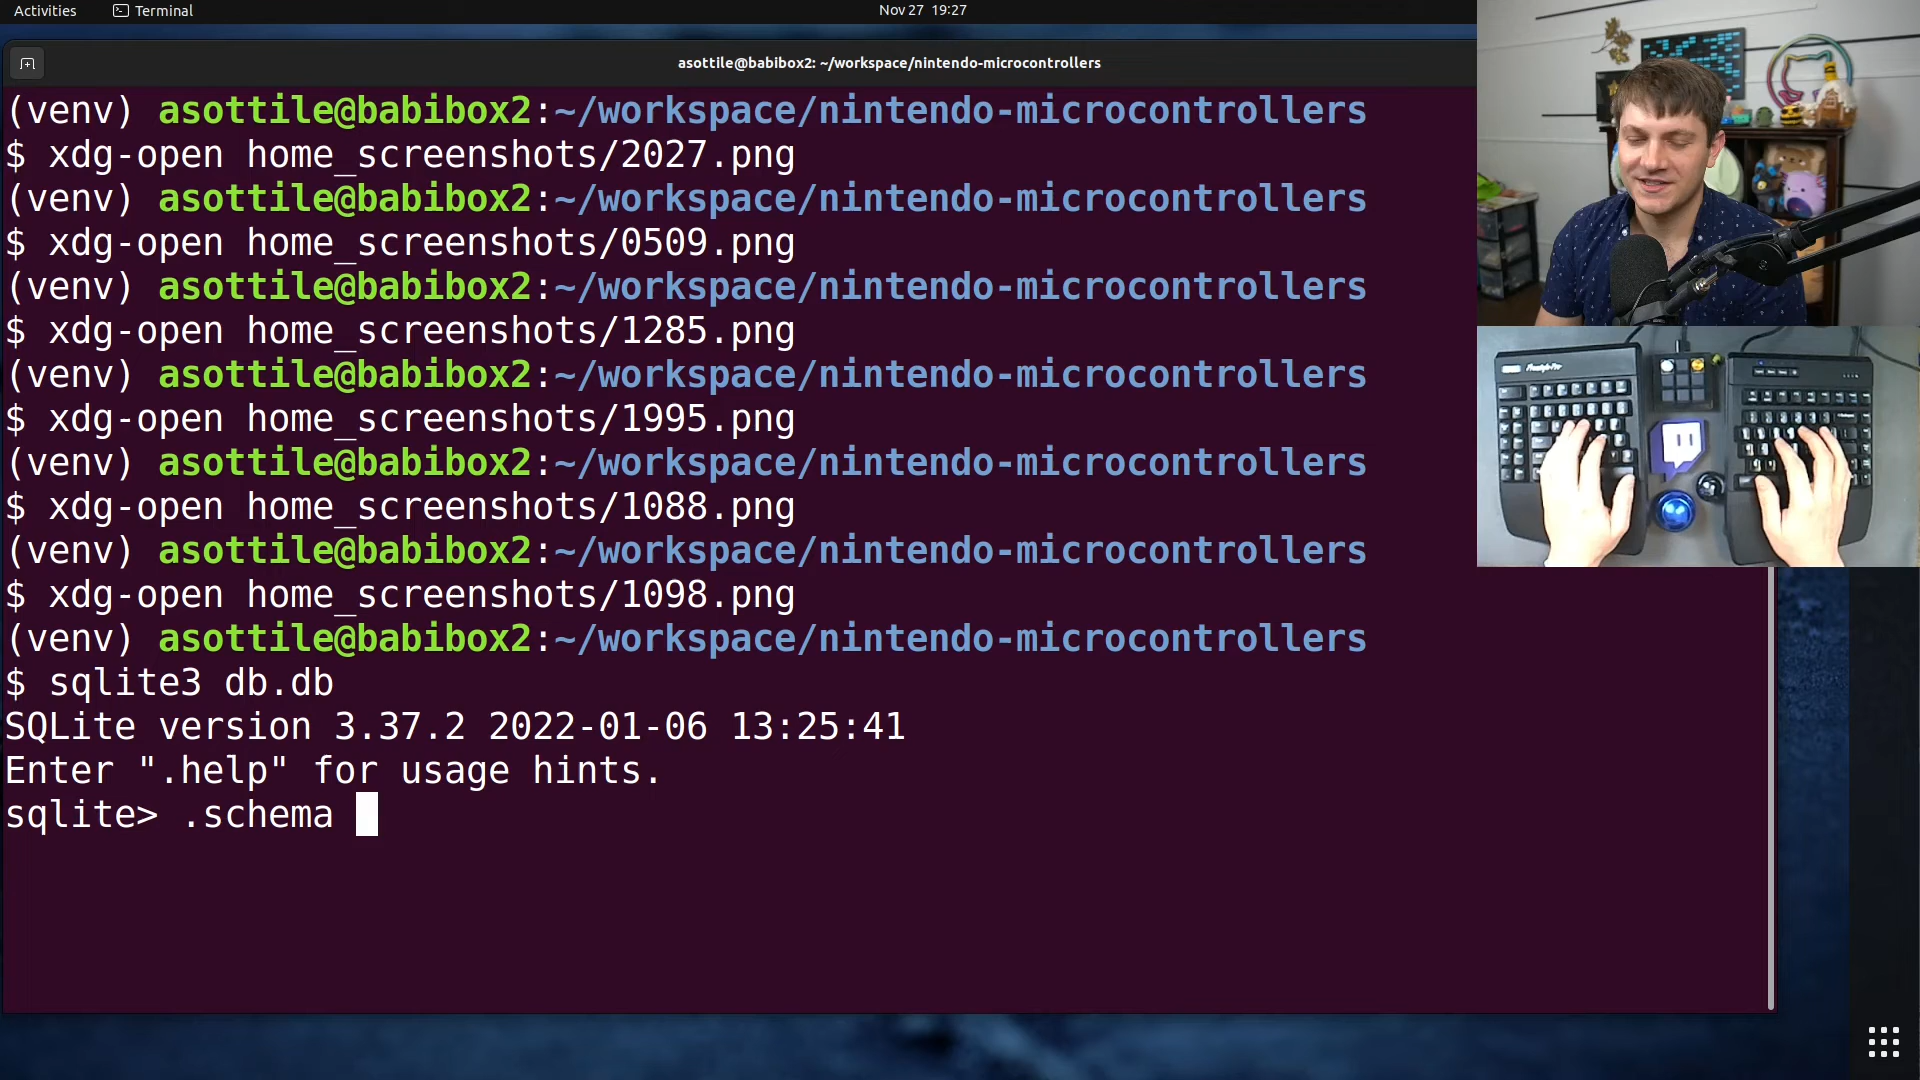 Activities
Terminal
Nov 27 19:27
asottile@babibox2: ~/workspace/nintendo-microcontrollers
(venv) asottile@babibox2:~/workspace/nintendo-microcontrollers
$ xdg-open home_screenshots/2027.png
(venv) asottile@babibox2:~/workspace/nintendo-microcontrollers
$ xdg-open home_screenshots/0509.png
(venv) asottile@babibox2:~/workspace/nintendo-microcontrollers
$ xdg-open home_screenshots/1285.png
(venv) asottile@babibox2:~/workspace/nintendo-microcontrollers
$ xdg-open home_screenshots/1995.png
(venv) asottile@babibox2:~/workspace/nintendo-microcontrollers
$ xdg-open home_screenshots/1088.png
(venv) asottile@babibox2:~/workspace/nintendo-microcontrollers
$ xdg-open home_screenshots/1098.png
(venv) asottile@babibox2:~/workspace/nintendo-microcontrollers
$ sqlite3 db.db
SQLite version 3.37.2 2022-01-06 13:25:41
Enter ".help" for usage hints.
sqlite> .schema